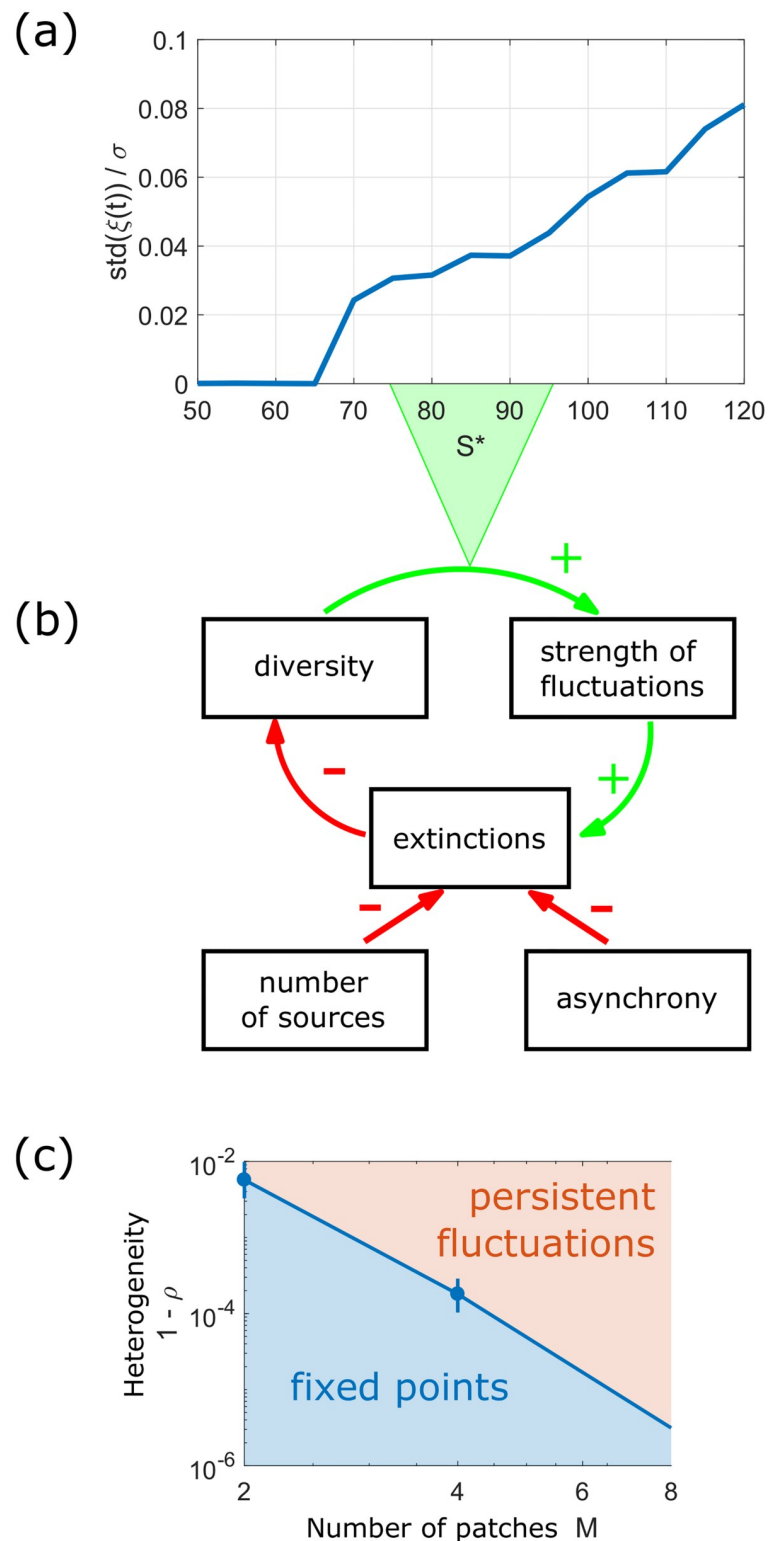 (a)
0.1
0.08
0.06
0.04
0.02
0
std(ξ(t)) / σ
50 60 70 80 90 100 110 120
S*
(b)
+
diversity
strength of
fluctuations
-
+
extinctions
-
-
number
of sources
asynchrony
(c)
10-2
10-4
10-6
Heterogeneity
1 - ρ
persistent
fluctuations
fixed points
2 4 6 8
Number of patches M